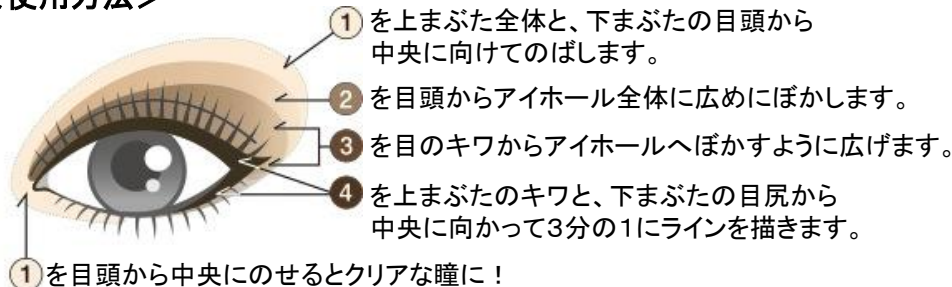 使用方法＞
①を上まぶた全体と、下まぶたの目頭から
中央に向けてのばします。
②を目頭からアイホール全体に広めにぼかします。
③を目のキワからアイホールへぼかすように広げます。
④を上まぶたのキワと、下まぶたの目尻から
中央に向かって3分の1にラインを描きます。
①を目頭から中央にのせるとクリアな瞳に！